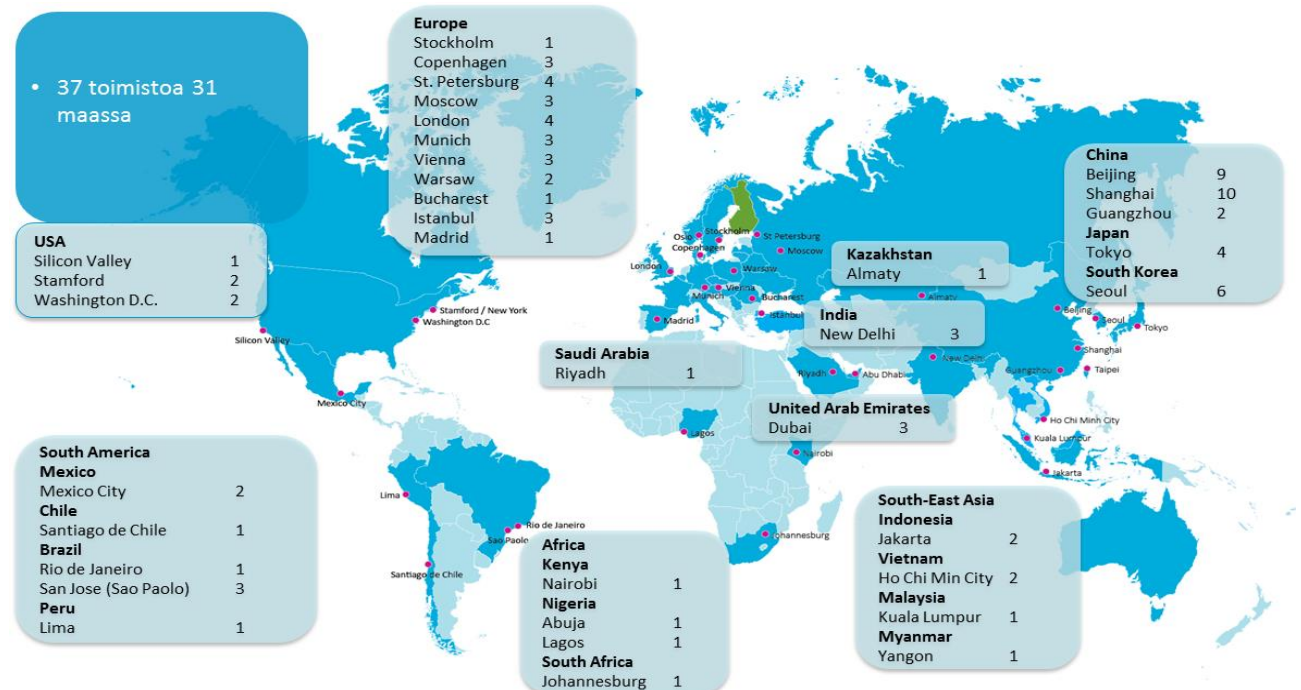 • 37 toimistoa 31
maassa
Europe
Stockholm 1
Copenhagen 3
St. Petersburg 4
Moscow 3
London 4
Munich 3
Vienna 3
Warsaw 2
Bucharest 1
Istanbul 3
Madrid 1
China
Beijing 9
Shanghai 10
Guangzhou 2
Japan
Tokyo 4
South Korea
Seoul 6
USA
Silicon Valley 1
Stamford 2
Washington D.C. 2
Kazakhstan
Almaty 1
India
New Delhi 3
Saudi Arabia
Riyadh 1
United Arab Emirates
Dubai 3
South America
Mexico
Mexico City 2
Chile
Santiago de Chile 1
Brazil
Rio de Janeiro 1
San Jose (Sao Paolo) 3
Peru
Lima 1
Africa
Kenya
Nairobi 1
Nigeria
Abuja 1
Lagos 1
South Africa
Johannesburg 1
South-East Asia
Indonesia
Jakarta 2
Vietnam
Ho Chi Min City 2
Malaysia
Kuala Lumpur 1
Myanmar
Yangon 1
Oslo
Stockholm
St Petersburg
Copenhagen
Moscow
London
Warsaw
Munich
Vienna
Bucharest
Istanbul
Madrid
Almaty
Beijing
Seoul
Tokyo
Shanghai
Guangzhou
Taipei
New Delhi
Riyadh
Abu Dhabi
Stamford / New York
Washington D.C
Silicon Valley
Mexico City
Lagos
Nairobi
Ho Chi Minh City
Kuala Lumpur
Jakarta
Lima
Rio de Janeiro
Sao Paolo
Santiago de Chile
Johannesburg